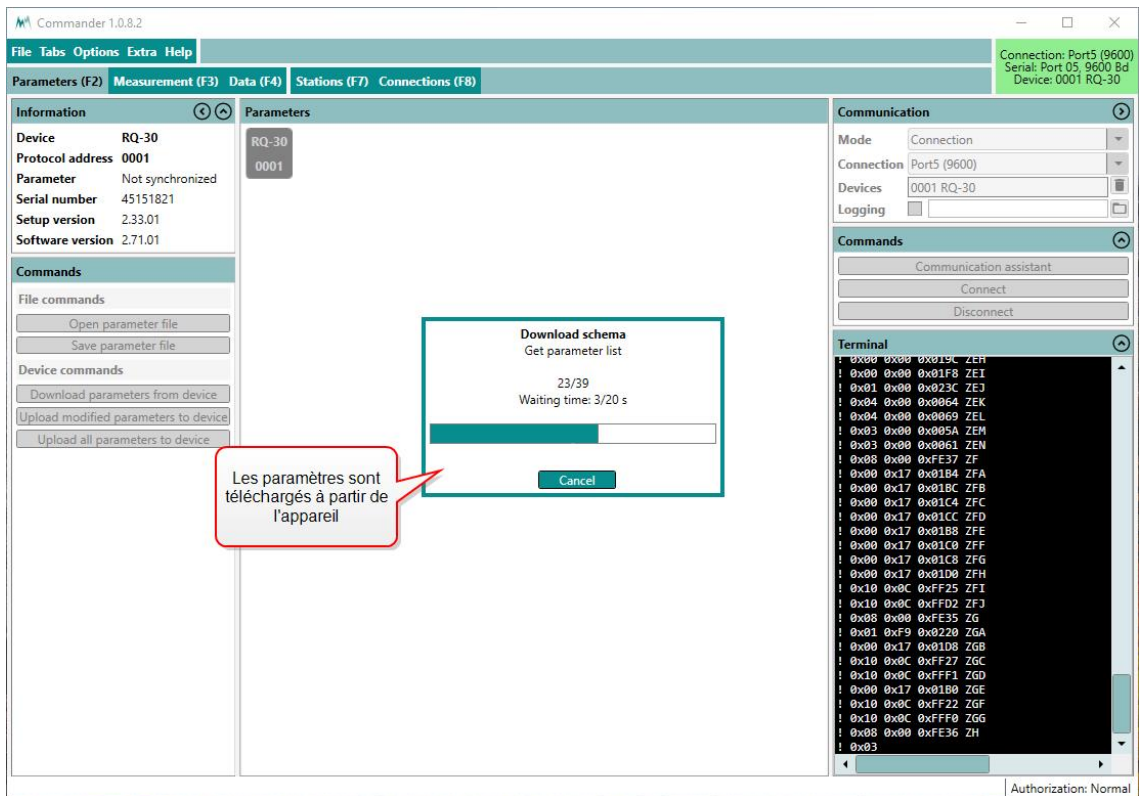 Commander 1.0.8.2
File Tabs Options Extra Help
Connection: Port5 (9600)
Serial: Port 05, 9600 Bd
Device: 0001 RQ-30
Parameters (F2) Measurement (F3) Data (F4) Stations (F7) Connections (F8)
Information
Device RQ-30
Protocol address 0001
Parameter Not synchronized
Serial number 45151821
Setup version 2.33.01
Software version 2.71.01
Commands
File commands
Open parameter file
Save parameter file
Device commands
Download parameters from device
Upload modified parameters to device
Upload all parameters to device
Parameters
RQ-30
0001
Download schema
Get parameter list
23/39
Waiting time: 3/20 s
Cancel
Les paramètres sont
téléchargés à partir de
l'appareil
Communication
Mode Connection
Connection Port5 (9600)
Devices 0001 RQ-30
Logging
Commands
Communication assistant
Connect
Disconnect
Terminal
! 0x00 0x00 0x019C ZEH
! 0x00 0x00 0x01F8 ZEI
! 0x01 0x00 0x023C ZEJ
! 0x04 0x00 0x0064 ZEK
! 0x04 0x00 0x0069 ZEL
! 0x03 0x00 0x005A ZEM
! 0x03 0x00 0x0061 ZEN
! 0x08 0x00 0xFE37 ZF
! 0x00 0x17 0x01B4 ZFA
! 0x00 0x17 0x01BC ZFB
! 0x00 0x17 0x01C4 ZFC
! 0x00 0x17 0x01CC ZFD
! 0x00 0x17 0x01B8 ZFE
! 0x00 0x17 0x01C0 ZFF
! 0x00 0x17 0x01C8 ZFG
! 0x00 0x17 0x01D0 ZFH
! 0x10 0x0C 0xFF25 ZFI
! 0x10 0x0C 0xFFD2 ZFJ
! 0x08 0x00 0xFE35 ZG
! 0x01 0xF9 0x0220 ZGA
! 0x00 0x17 0x01D8 ZGB
! 0x10 0x0C 0xFF27 ZGC
! 0x10 0x0C 0xFFF1 ZGD
! 0x00 0x17 0x01B0 ZGE
! 0x10 0x0C 0xFF22 ZGF
! 0x10 0x0C 0xFFF0 ZGG
! 0x08 0x00 0xFE36 ZH
! 0x03
Authorization: Normal